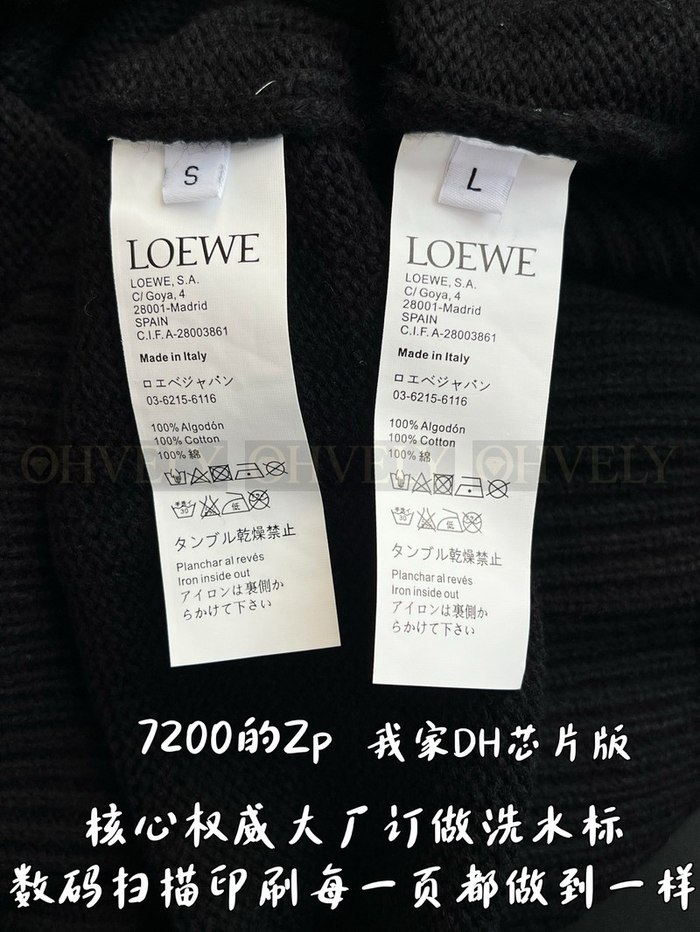 S
LOEWE
LOEWE, S.A.
C/ Goya, 4
28001-Madrid
SPAIN
C.I.F. A-28003861
Made in Italy
ロエベジャパン
03-6215-6116
100% Algodón
100% Cotton
100% 綿
タンブル乾燥禁止
Planchar al revés
Iron inside out
アイロンは裏側か
らかけて下さい
L
LOEWE
LOEWE, S.A.
C/ Goya, 4
28001-Madrid
SPAIN
C.I.F. A-28003861
Made in Italy
ロエベジャパン
03-6215-6116
100% Algodón
100% Cotton
100% 綿
タンブル乾燥禁止
Planchar al revés
Iron inside out
アイロンは裏側か
らかけて下さい
OHVELY OHVELY OHVELY
7200的Zp 我家DH芯片版
核心权威大厂订做洗水标
数码扫描印刷每一页都做到一样